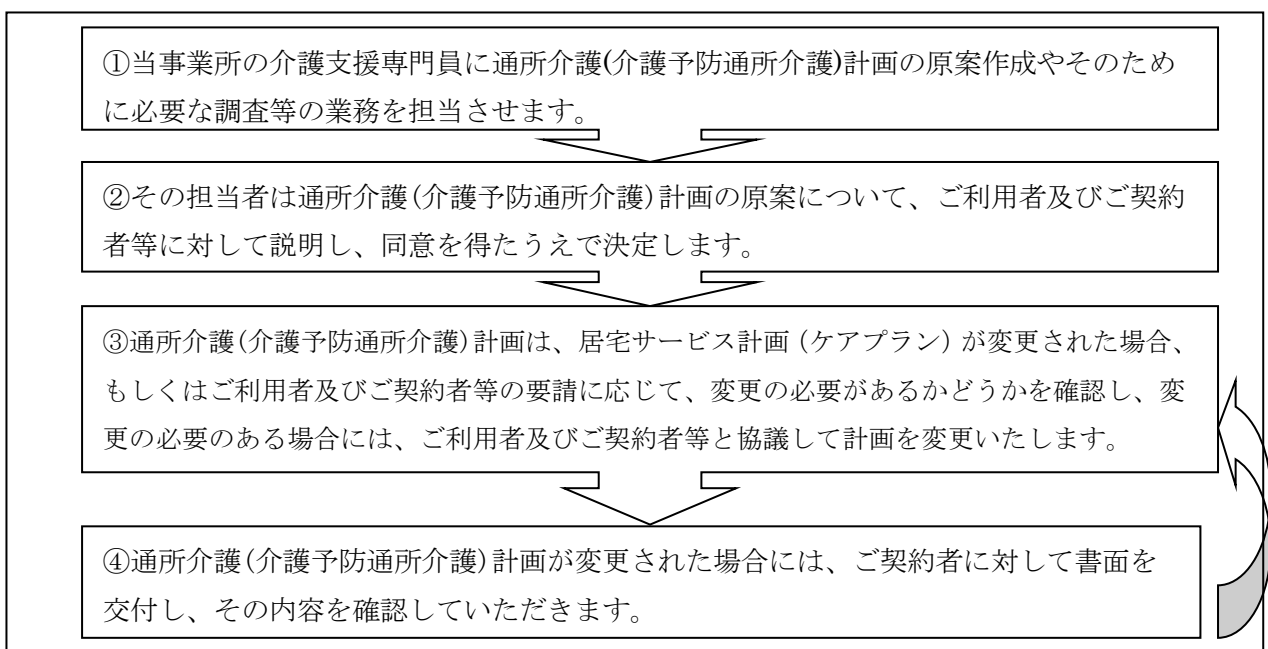 ①当事業所の介護支援専門員に通所介護(介護予防通所介護)計画の原案作成やそのため
に必要な調査等の業務を担当させます。
②その担当者は通所介護(介護予防通所介護)計画の原案について、ご利用者及びご契約
者等に対して説明し、同意を得たうえで決定します。
③通所介護(介護予防通所介護)計画は、居宅サービス計画(ケアプラン)が変更された場合、
もしくはご利用者及びご契約者等の要請に応じて、変更の必要があるかどうかを確認し、変
更の必要のある場合には、ご利用者及びご契約者等と協議して計画を変更いたします。
④通所介護(介護予防通所介護)計画が変更された場合には、ご契約者に対して書面を
交付し、その内容を確認していただきます。